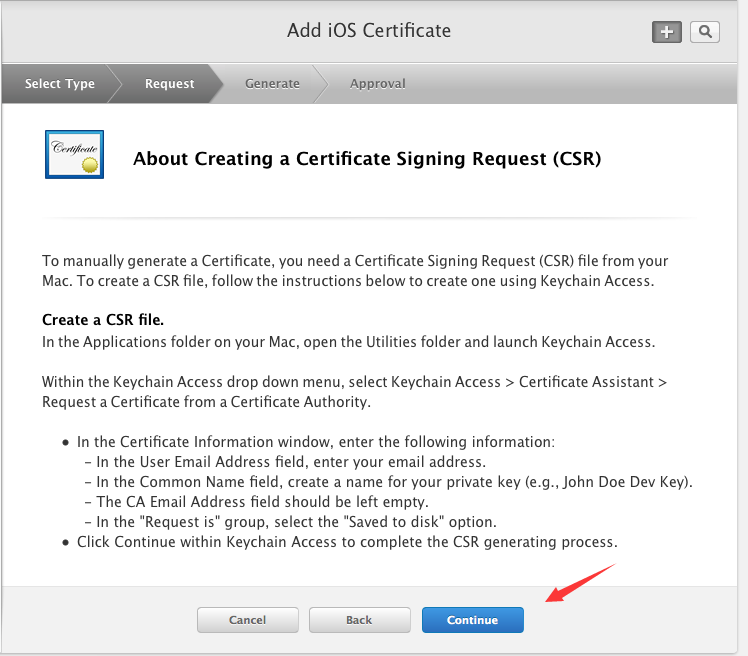 Add iOS Certificate
Select Type
Request
Generate
Approval
Certificate
About Creating a Certificate Signing Request (CSR)
To manually generate a Certificate, you need a Certificate Signing Request (CSR) file from your
Mac. To create a CSR file, follow the instructions below to create one using Keychain Access.
Create a CSR file.
In the Applications folder on your Mac, open the Utilities folder and launch Keychain Access.
Within the Keychain Access drop down menu, select Keychain Access > Certificate Assistant >
Request a Certificate from a Certificate Authority.
• In the Certificate Information window, enter the following information:
– In the User Email Address field, enter your email address.
– In the Common Name field, create a name for your private key (e.g., John Doe Dev Key).
– The CA Email Address field should be left empty.
– In the "Request is" group, select the "Saved to disk" option.
• Click Continue within Keychain Access to complete the CSR generating process.
Cancel
Back
Continue